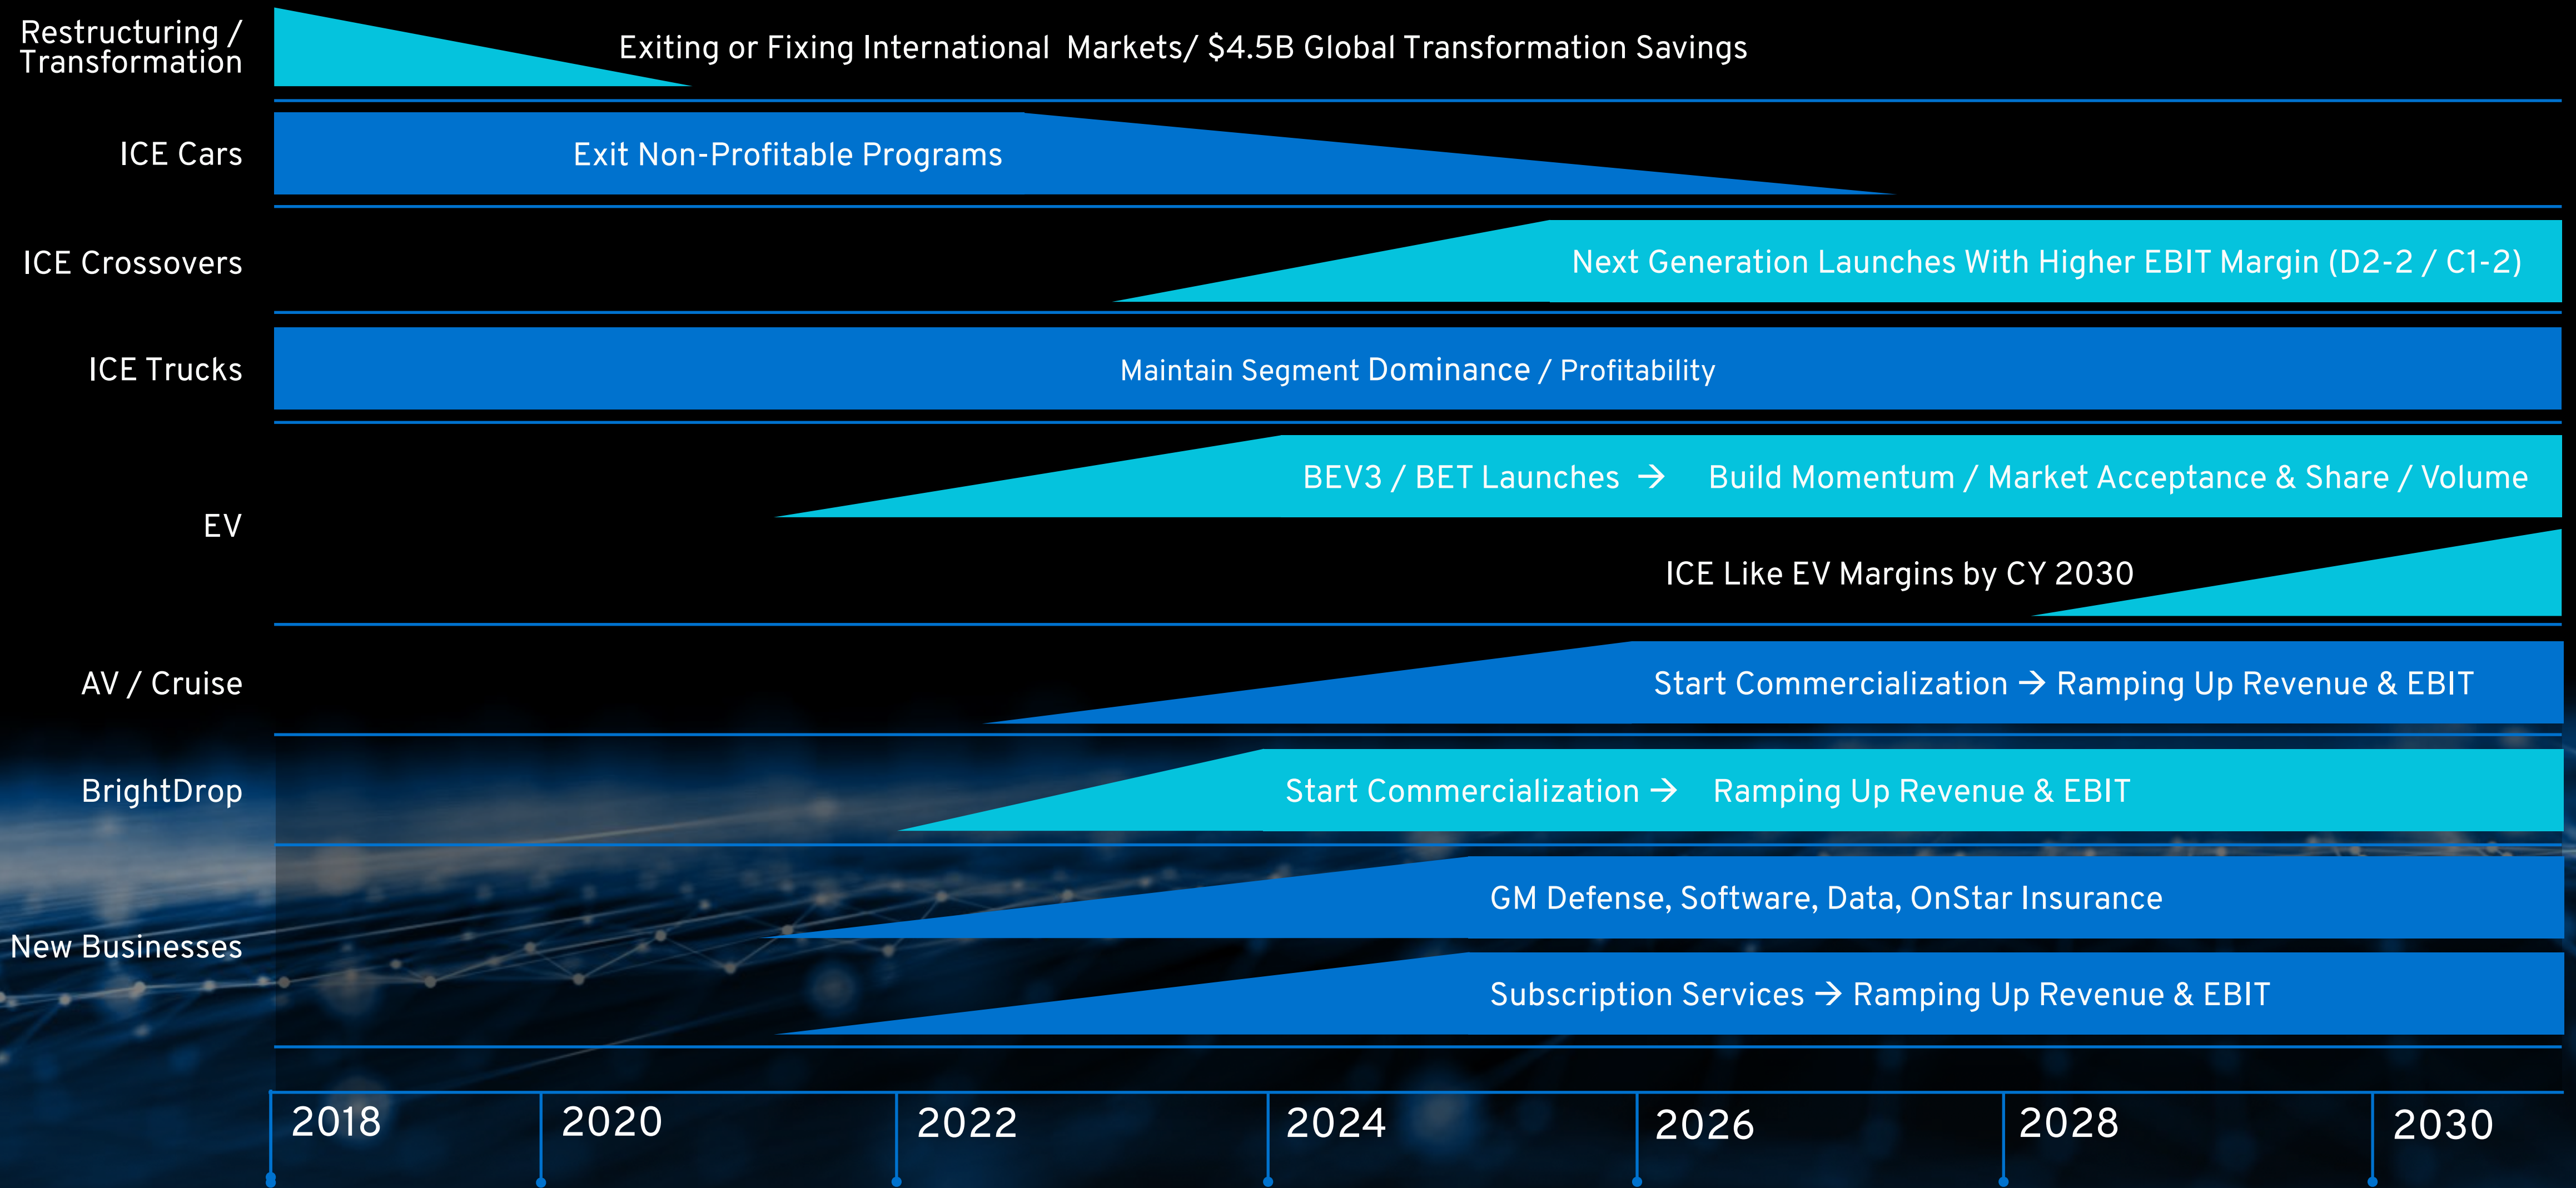 Restructuring /
Transformation
Exiting or Fixing International Markets/ $4.5B Global Transformation Savings
ICE Cars
Exit Non-Profitable Programs
ICE Crossovers
Next Generation Launches With Higher EBIT Margin (D2-2 / C1-2)
ICE Trucks
Maintain Segment Dominance / Profitability
EV
BEV3 / BET Launches → Build Momentum / Market Acceptance & Share / Volume
ICE Like EV Margins by CY 2030
AV / Cruise
Start Commercialization → Ramping Up Revenue & EBIT
BrightDrop
Start Commercialization → Ramping Up Revenue & EBIT
New Businesses
GM Defense, Software, Data, OnStar Insurance
Subscription Services → Ramping Up Revenue & EBIT
2018 2020 2022 2024 2026 2028 2030